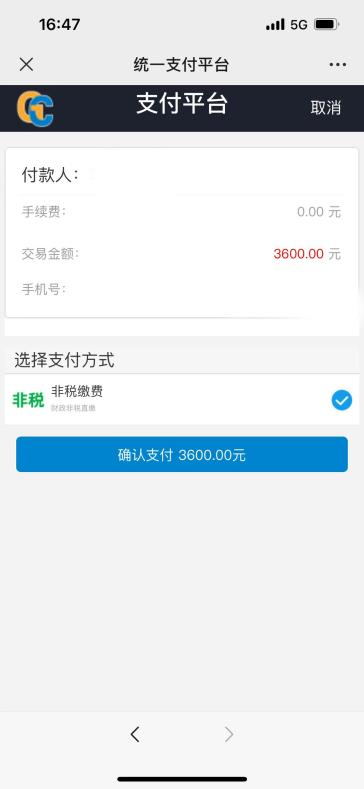 16:47
5G
统一支付平台
支付平台
取消
付款人：
手续费：
0.00 元
交易金额：
3600.00 元
手机号：
选择支付方式
非税
非税缴费
财政非税直缴
确认支付 3600.00元